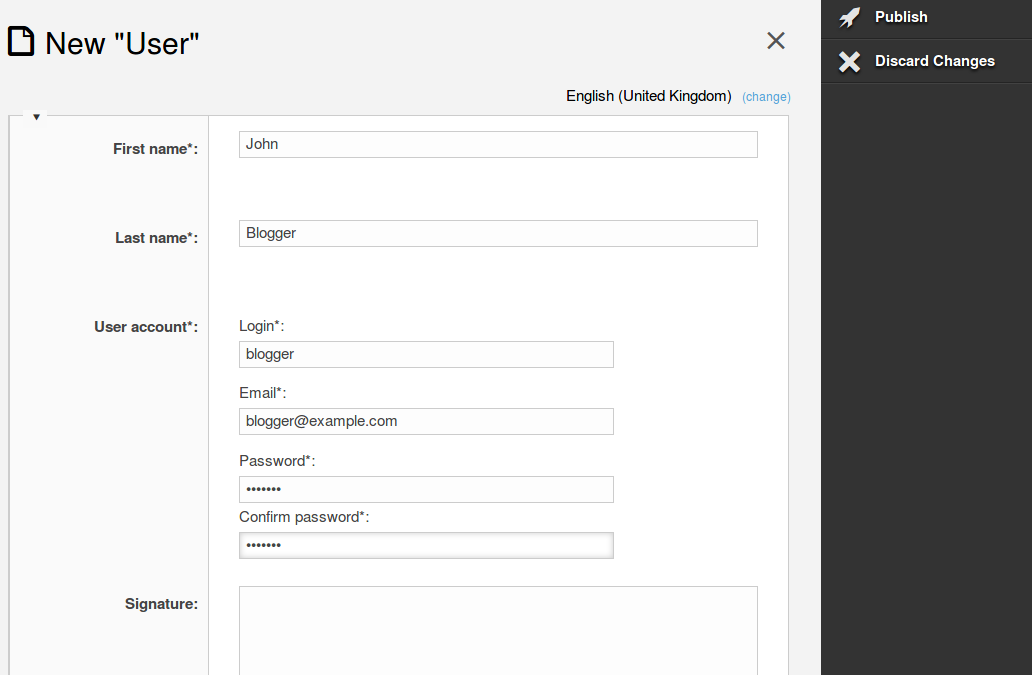 New "User"
Publish
Discard Changes
English (United Kingdom) (change)
First name*:
John
Last name*:
Blogger
User account*:
Login*:
blogger
Email*:
blogger@example.com
Password*:
•••••••
Confirm password*:
•••••••
Signature: